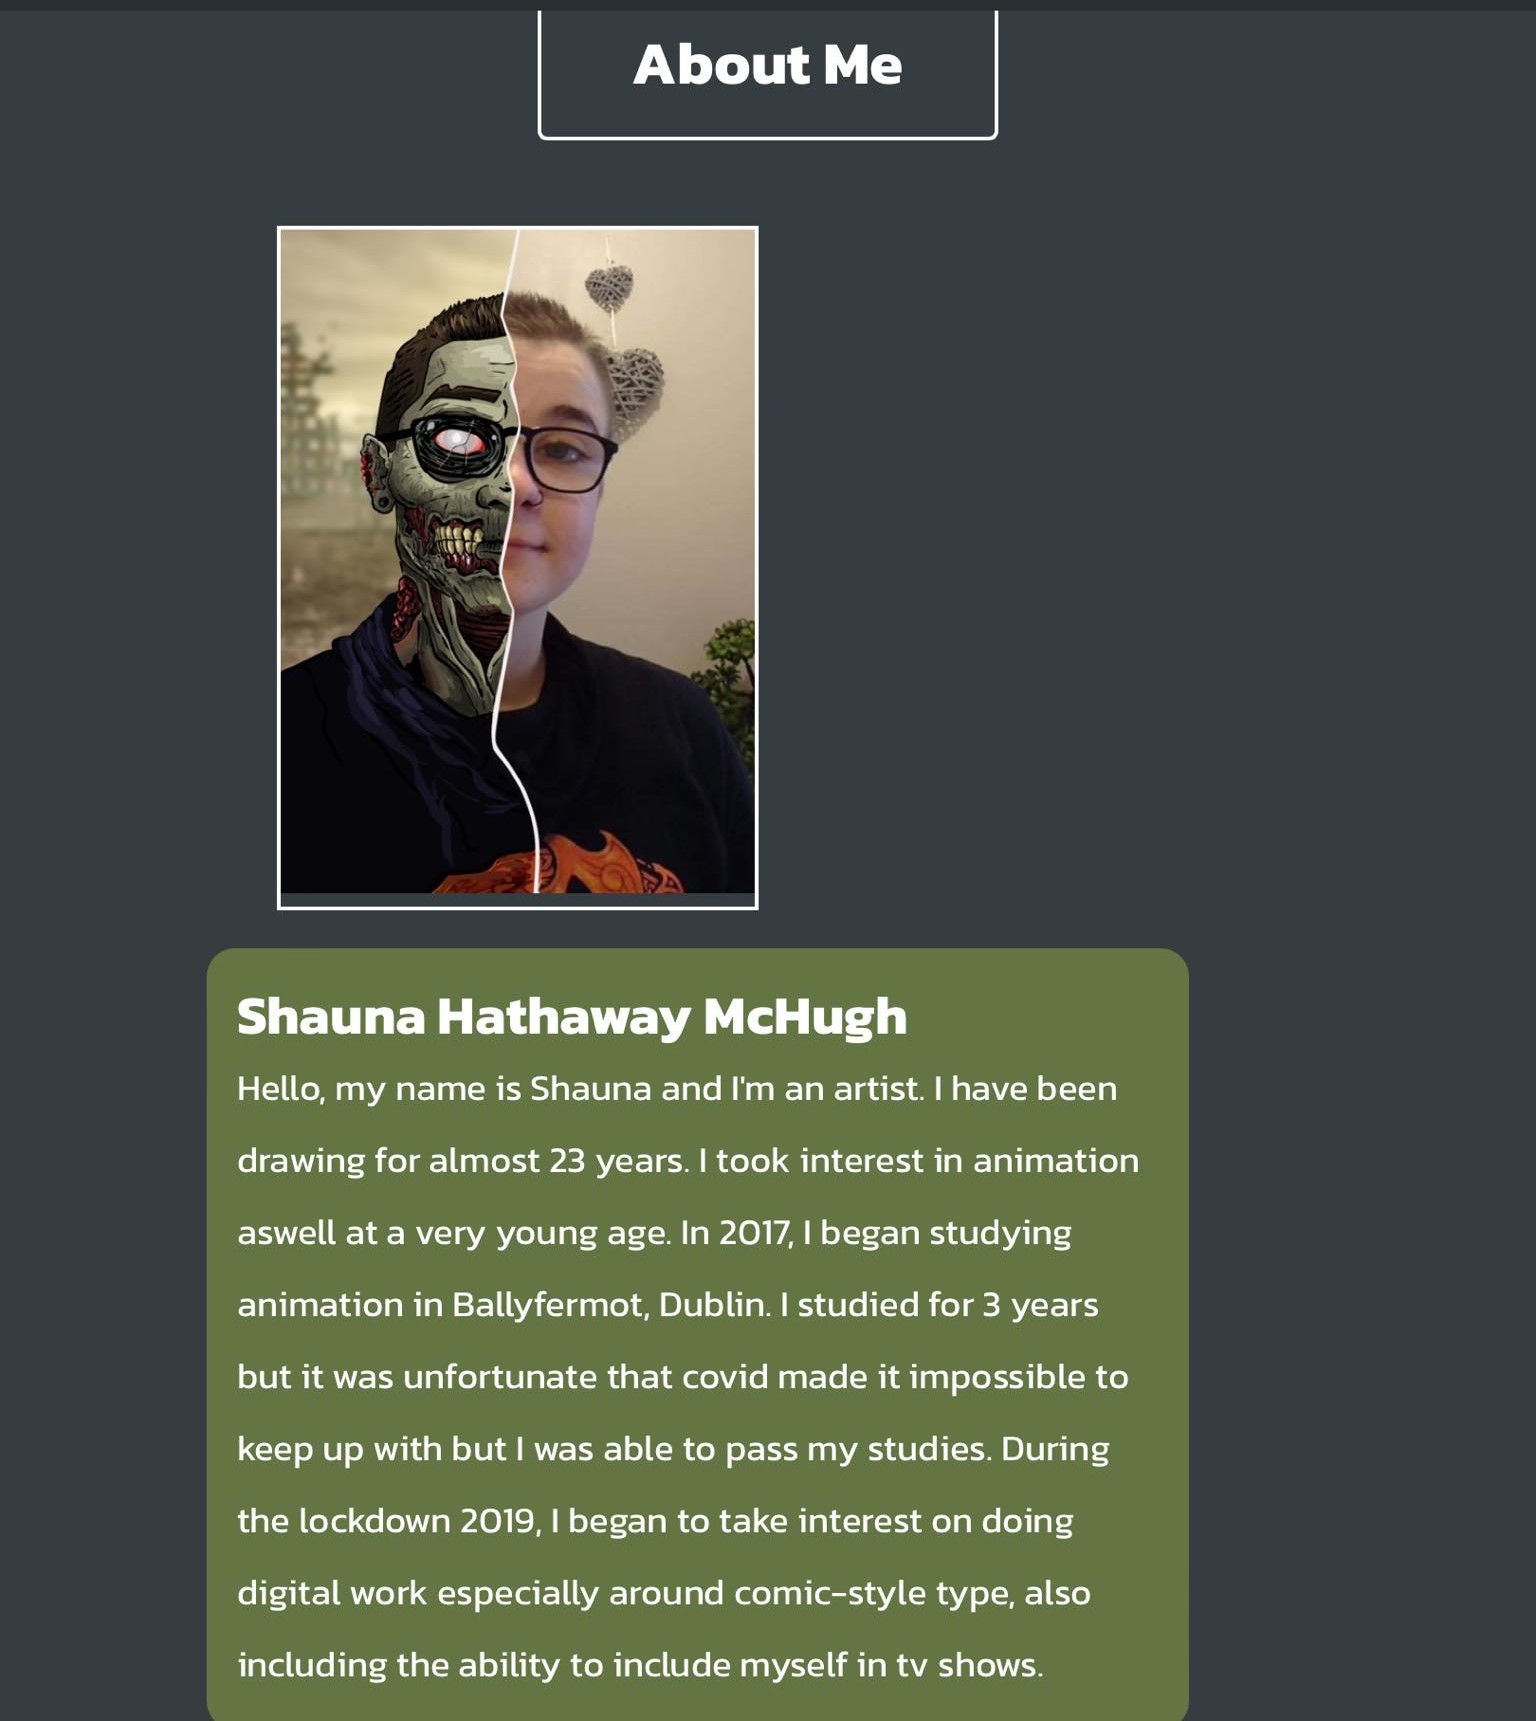 About Me
Shauna Hathaway McHugh
Hello, my name is Shauna and I'm an artist. I have been
drawing for almost 23 years. I took interest in animation
aswell at a very young age. In 2017, I began studying
animation in Ballyfermot, Dublin. I studied for 3 years
but it was unfortunate that covid made it impossible to
keep up with but I was able to pass my studies. During
the lockdown 2019, I began to take interest on doing
digital work especially around comic-style type, also
including the ability to include myself in tv shows.